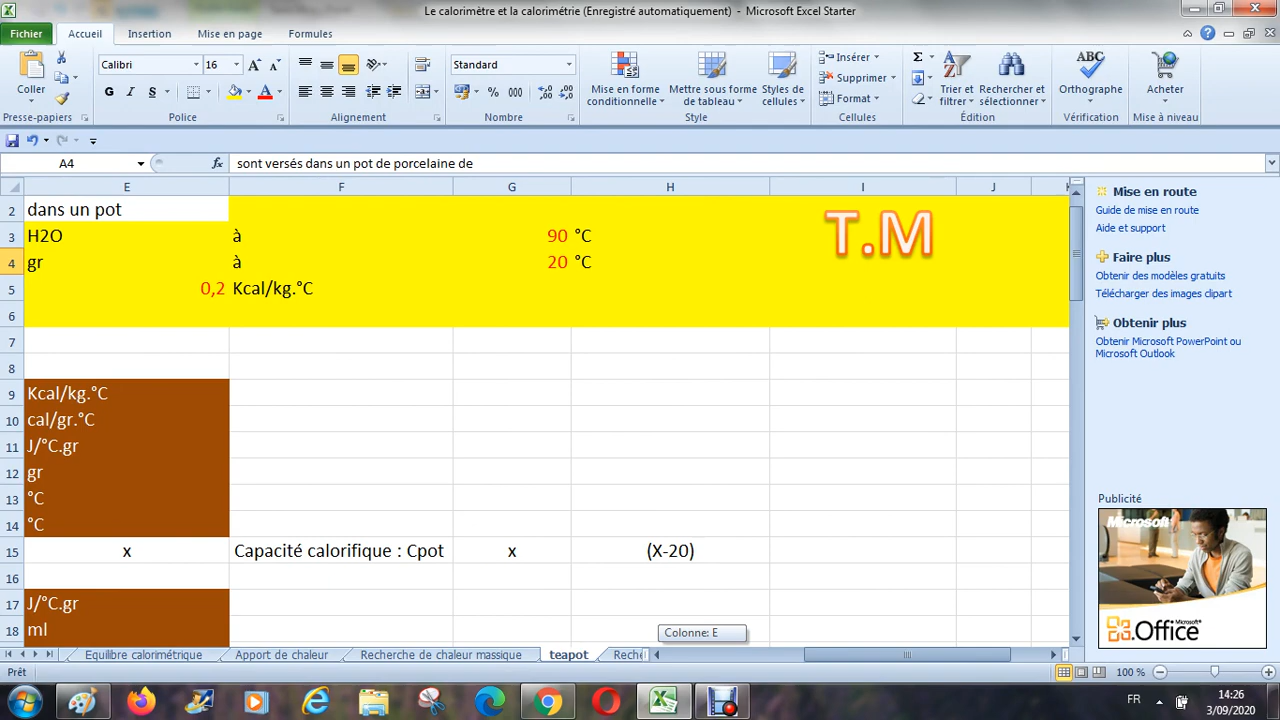 Le calorimètre et la calorimétrie (Enregistré automatiquement) - Microsoft Excel Starter
Fichier Accueil Insertion Mise en page Formules
Coller
Presse-papiers
Calibri 16
G I S
Police
Alignement
Standard
% 000
Nombre
Mise en forme conditionnelle
Mettre sous forme de tableau
Styles de cellules
Style
Insérer
Supprimer
Format
Cellules
Σ
Trier et filtrer
Rechercher et sélectionner
Édition
ABC
Orthographe
Vérification
Acheter
Mise à niveau
A4 fx sont versés dans un pot de porcelaine de
E F G H I J K
2 dans un pot
3 H2O à 90 °C
4 gr à 20 °C
5 0,2 Kcal/kg.°C
6
7
8
9 Kcal/kg.°C
10 cal/gr.°C
11 J/°C.gr
12 gr
13 °C
14 °C
15 x Capacité calorifique : Cpot x (X-20)
16
17 J/°C.gr
18 ml
T.M
Colonne: E
Mise en route
Guide de mise en route
Aide et support
Faire plus
Obtenir des modèles gratuits
Télécharger des images clipart
Obtenir plus
Obtenir Microsoft PowerPoint ou
Microsoft Outlook
Publicité
Microsoft
Office
Equilibre calorimétrique Apport de chaleur Recherche de chaleur massique teapot Reche
Prêt
100 %
FR
14:26
3/09/2020